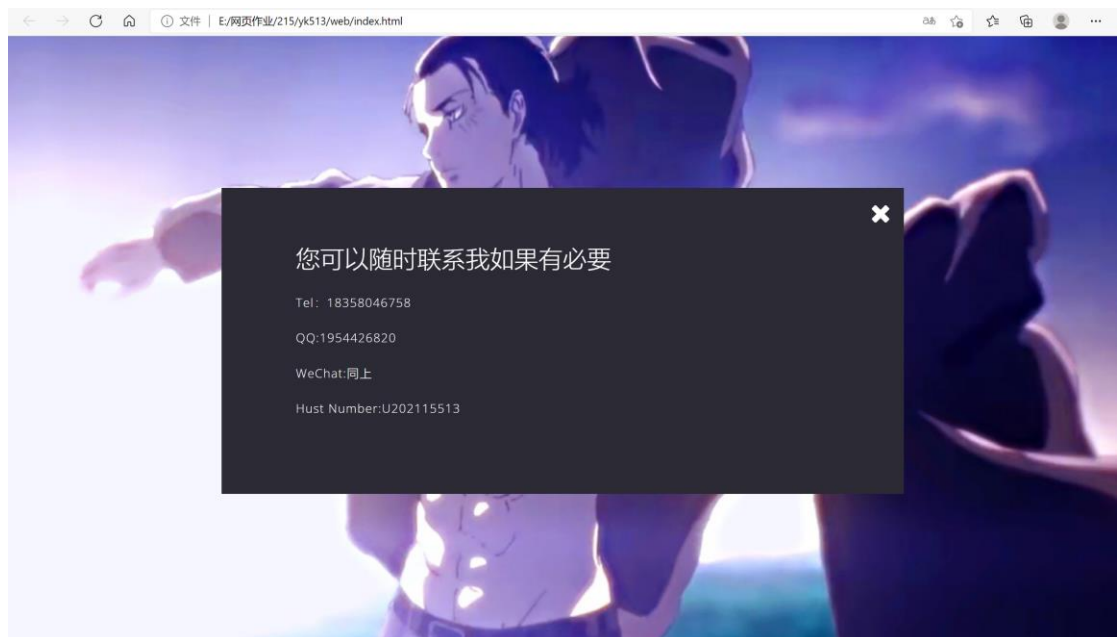 文件 | E:/网页作业/215/yk513/web/index.html
您可以随时联系我如果有必要
Tel: 18358046758
QQ:1954426820
WeChat:同上
Hust Number:U202115513